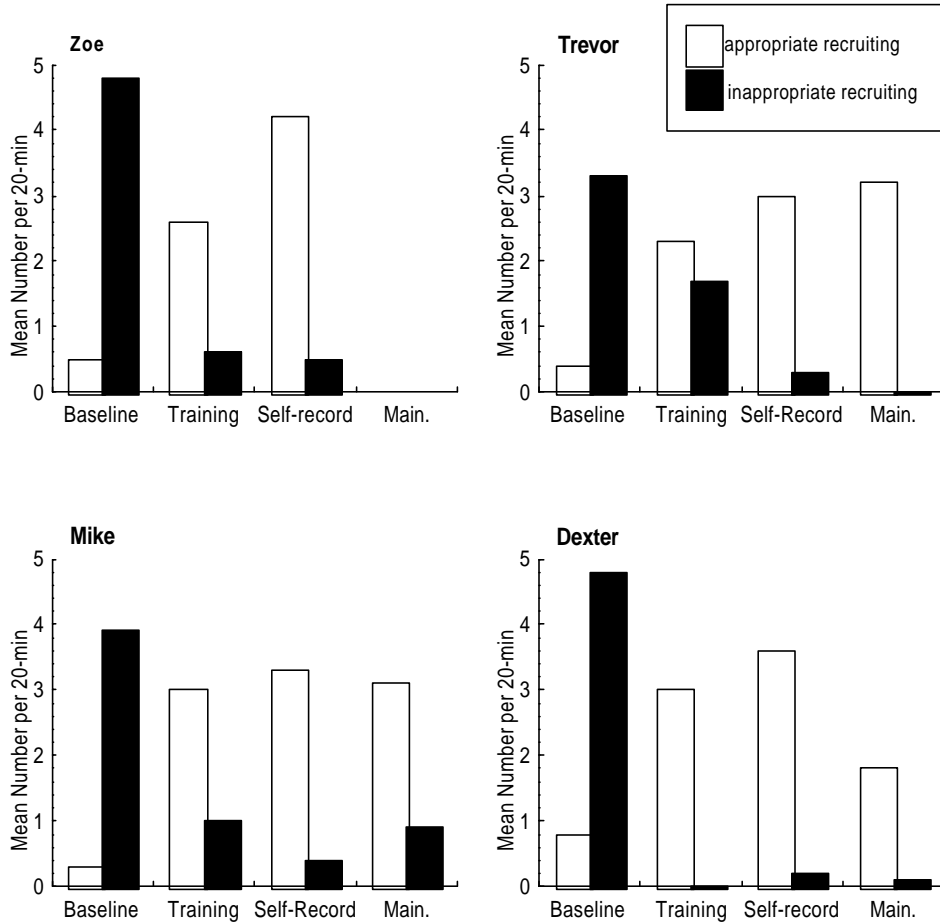 Zoe
Mean Number per 20-min
5
4
3
2
1
0
Baseline Training Self-record Main.
Trevor
appropriate recruiting
inappropriate recruiting
Mean Number per 20-min
5
4
3
2
1
0
Baseline Training Self-Record Main.
Mike
Mean Number per 20-min
5
4
3
2
1
0
Baseline Training Self-Record Main.
Dexter
Mean Number per 20-min
5
4
3
2
1
0
Baseline Training Self-record Main.